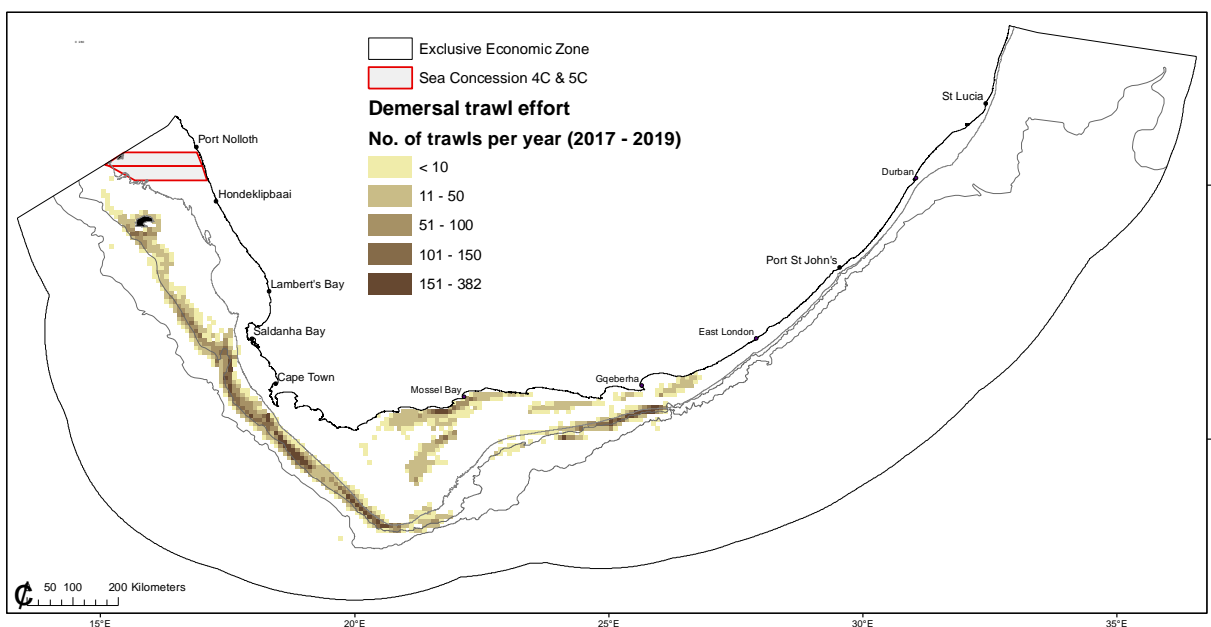 Exclusive Economic Zone
Sea Concession 4C & 5C
Demersal trawl effort
No. of trawls per year (2017 - 2019)
< 10
11 - 50
51 - 100
101 - 150
151 - 382
St Lucia
Port Nolloth
Durban
Hondeklipbaai
Port St John's
Lambert's Bay
Saldanha Bay
East London
Cape Town
Gqeberha
Mossel Bay
50 100 200 Kilometers
15°E 20°E 25°E 30°E 35°E